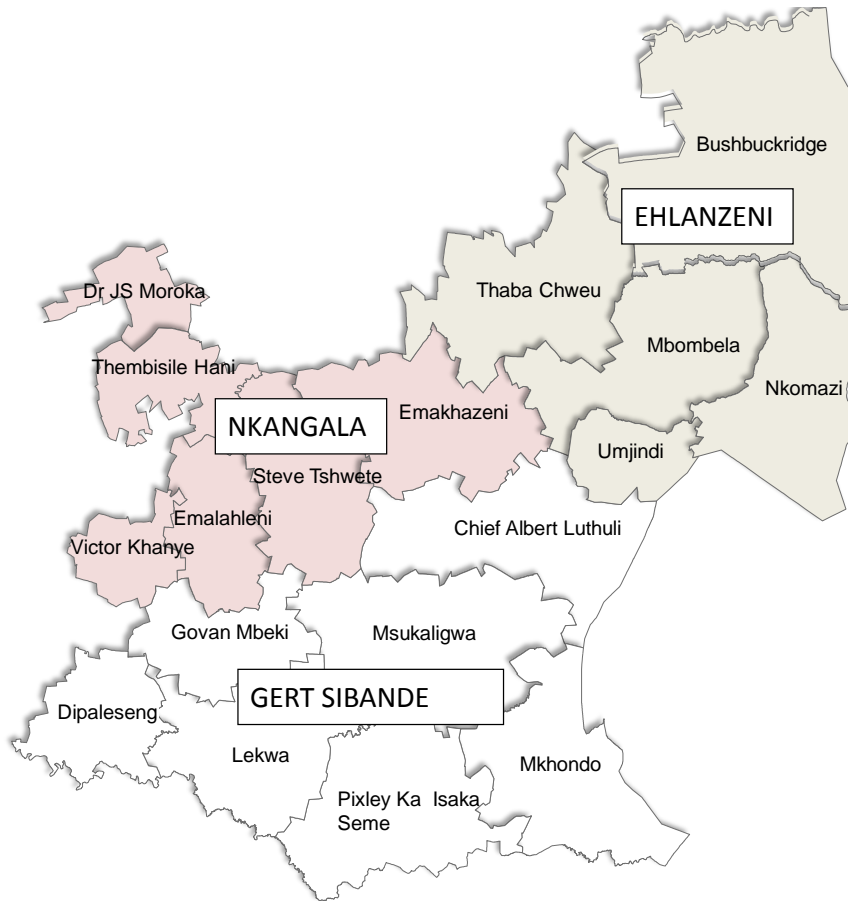 Bushbuckridge
EHLANZENI
Dr JS Moroka
Thaba Chweu
Mbombela
Thembisile Hani
Nkomazi
NKANGALA
Emakhazeni
Umjindi
Steve Tshwete
Emalahleni
Chief Albert Luthuli
Victor Khanye
Govan Mbeki
Msukaligwa
GERT SIBANDE
Dipaleseng
Lekwa
Mkhondo
Pixley Ka Isaka
Seme